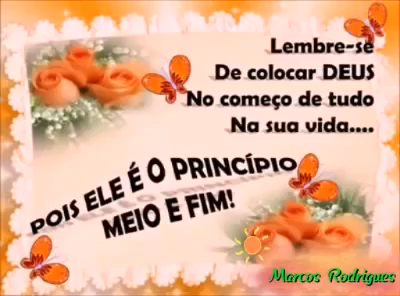 Lembre-se
De colocar DEUS
No começo de tudo
Na sua vida....
POIS ELE É O PRINCÍPIO
MEIO E FIM!
Marcos Rodrigues